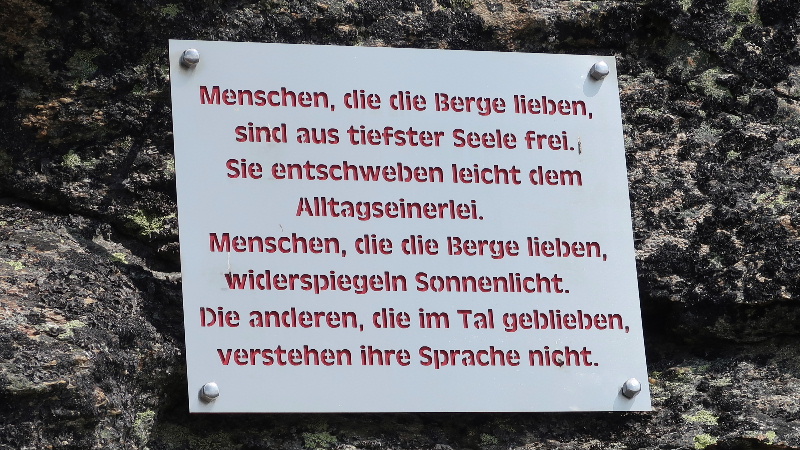 Menschen, die die Berge lieben,
sind aus tiefster Seele frei.
Sie entschweben leicht dem
Alltagseinerlei.
Menschen, die die Berge lieben,
widerspiegeln Sonnenlicht.
Die anderen, die im Tal geblieben,
verstehen ihre Sprache nicht.